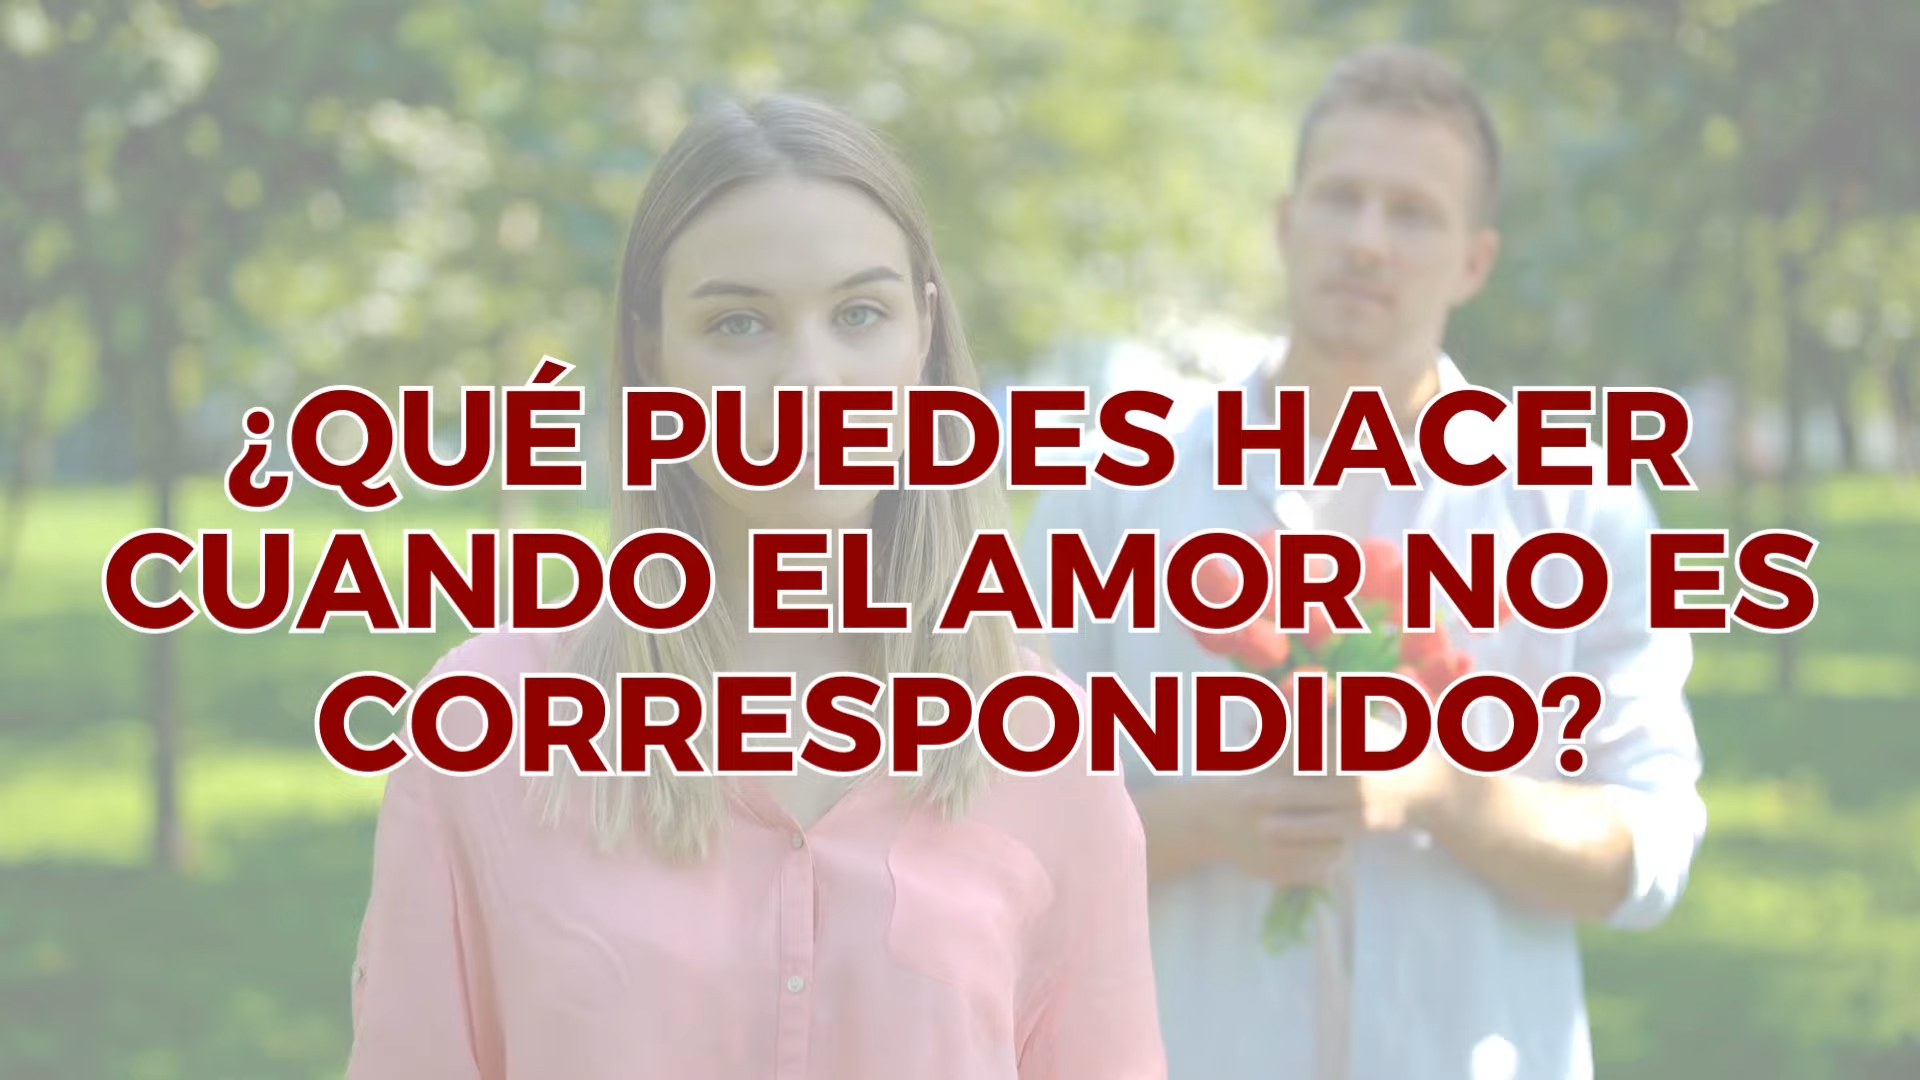 ¿QUÉ PUEDES HACER
CUANDO EL AMOR NO ES
CORRESPONDIDO?